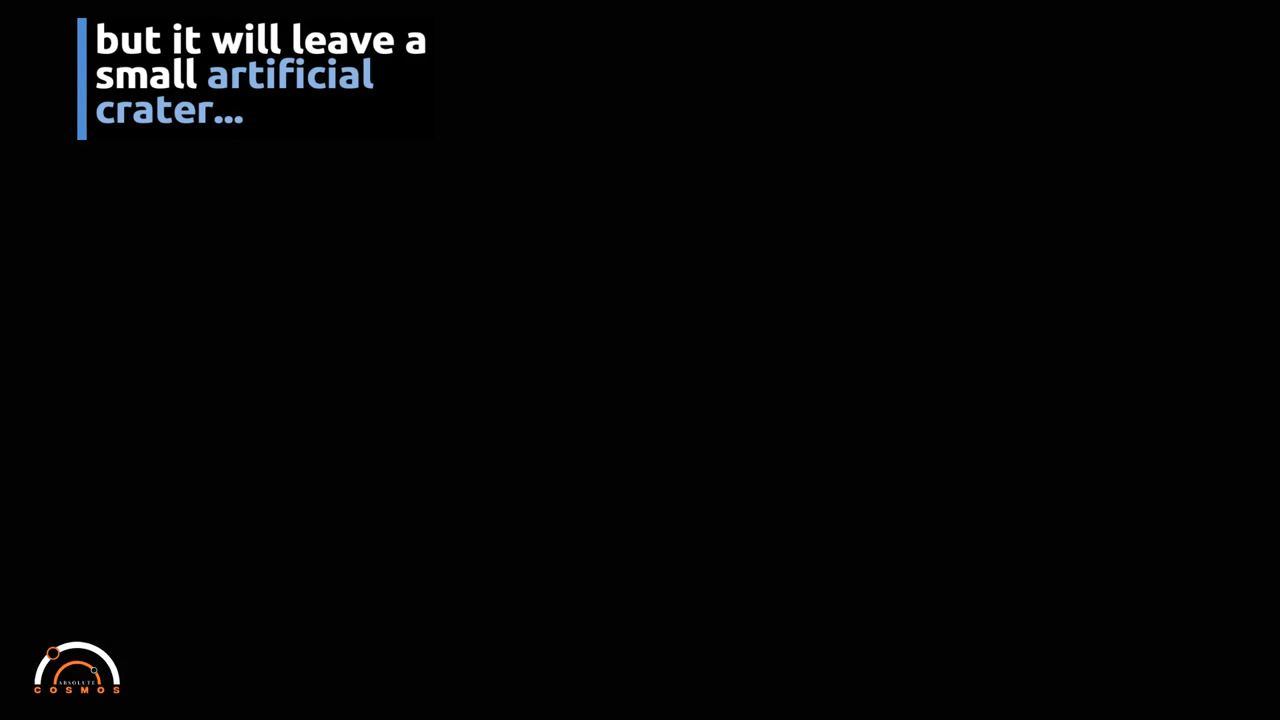 but it will leave a
small artificial
crater...
ABSOLUTE
COSMOS